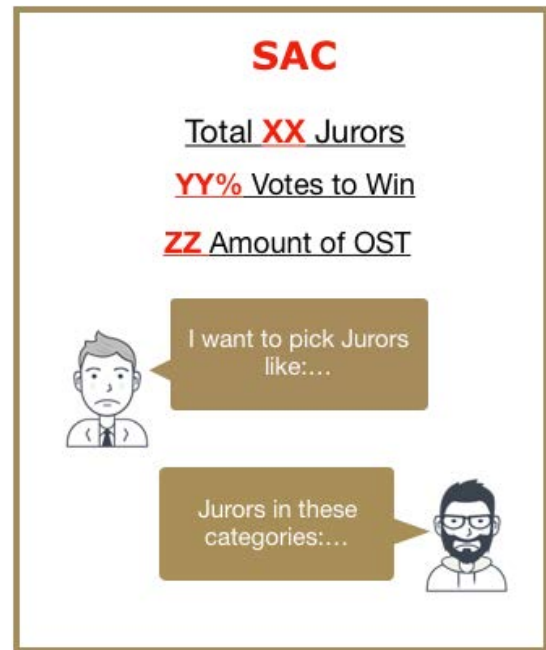 SAC
Total XX Jurors
YY% Votes to Win
ZZ Amount of OST
I want to pick Jurors
like:...
Jurors in these
categories:...